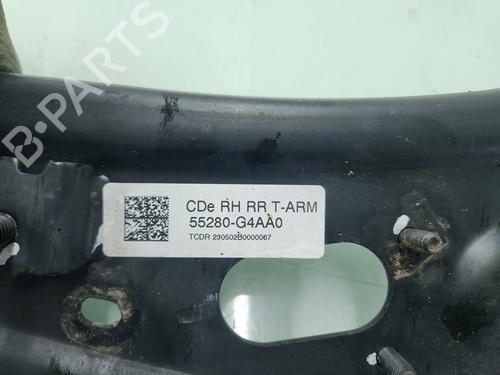 CDe RH RR T-ARM
55280-G4AA0
TCDR 230502B0000067
B-PARTS